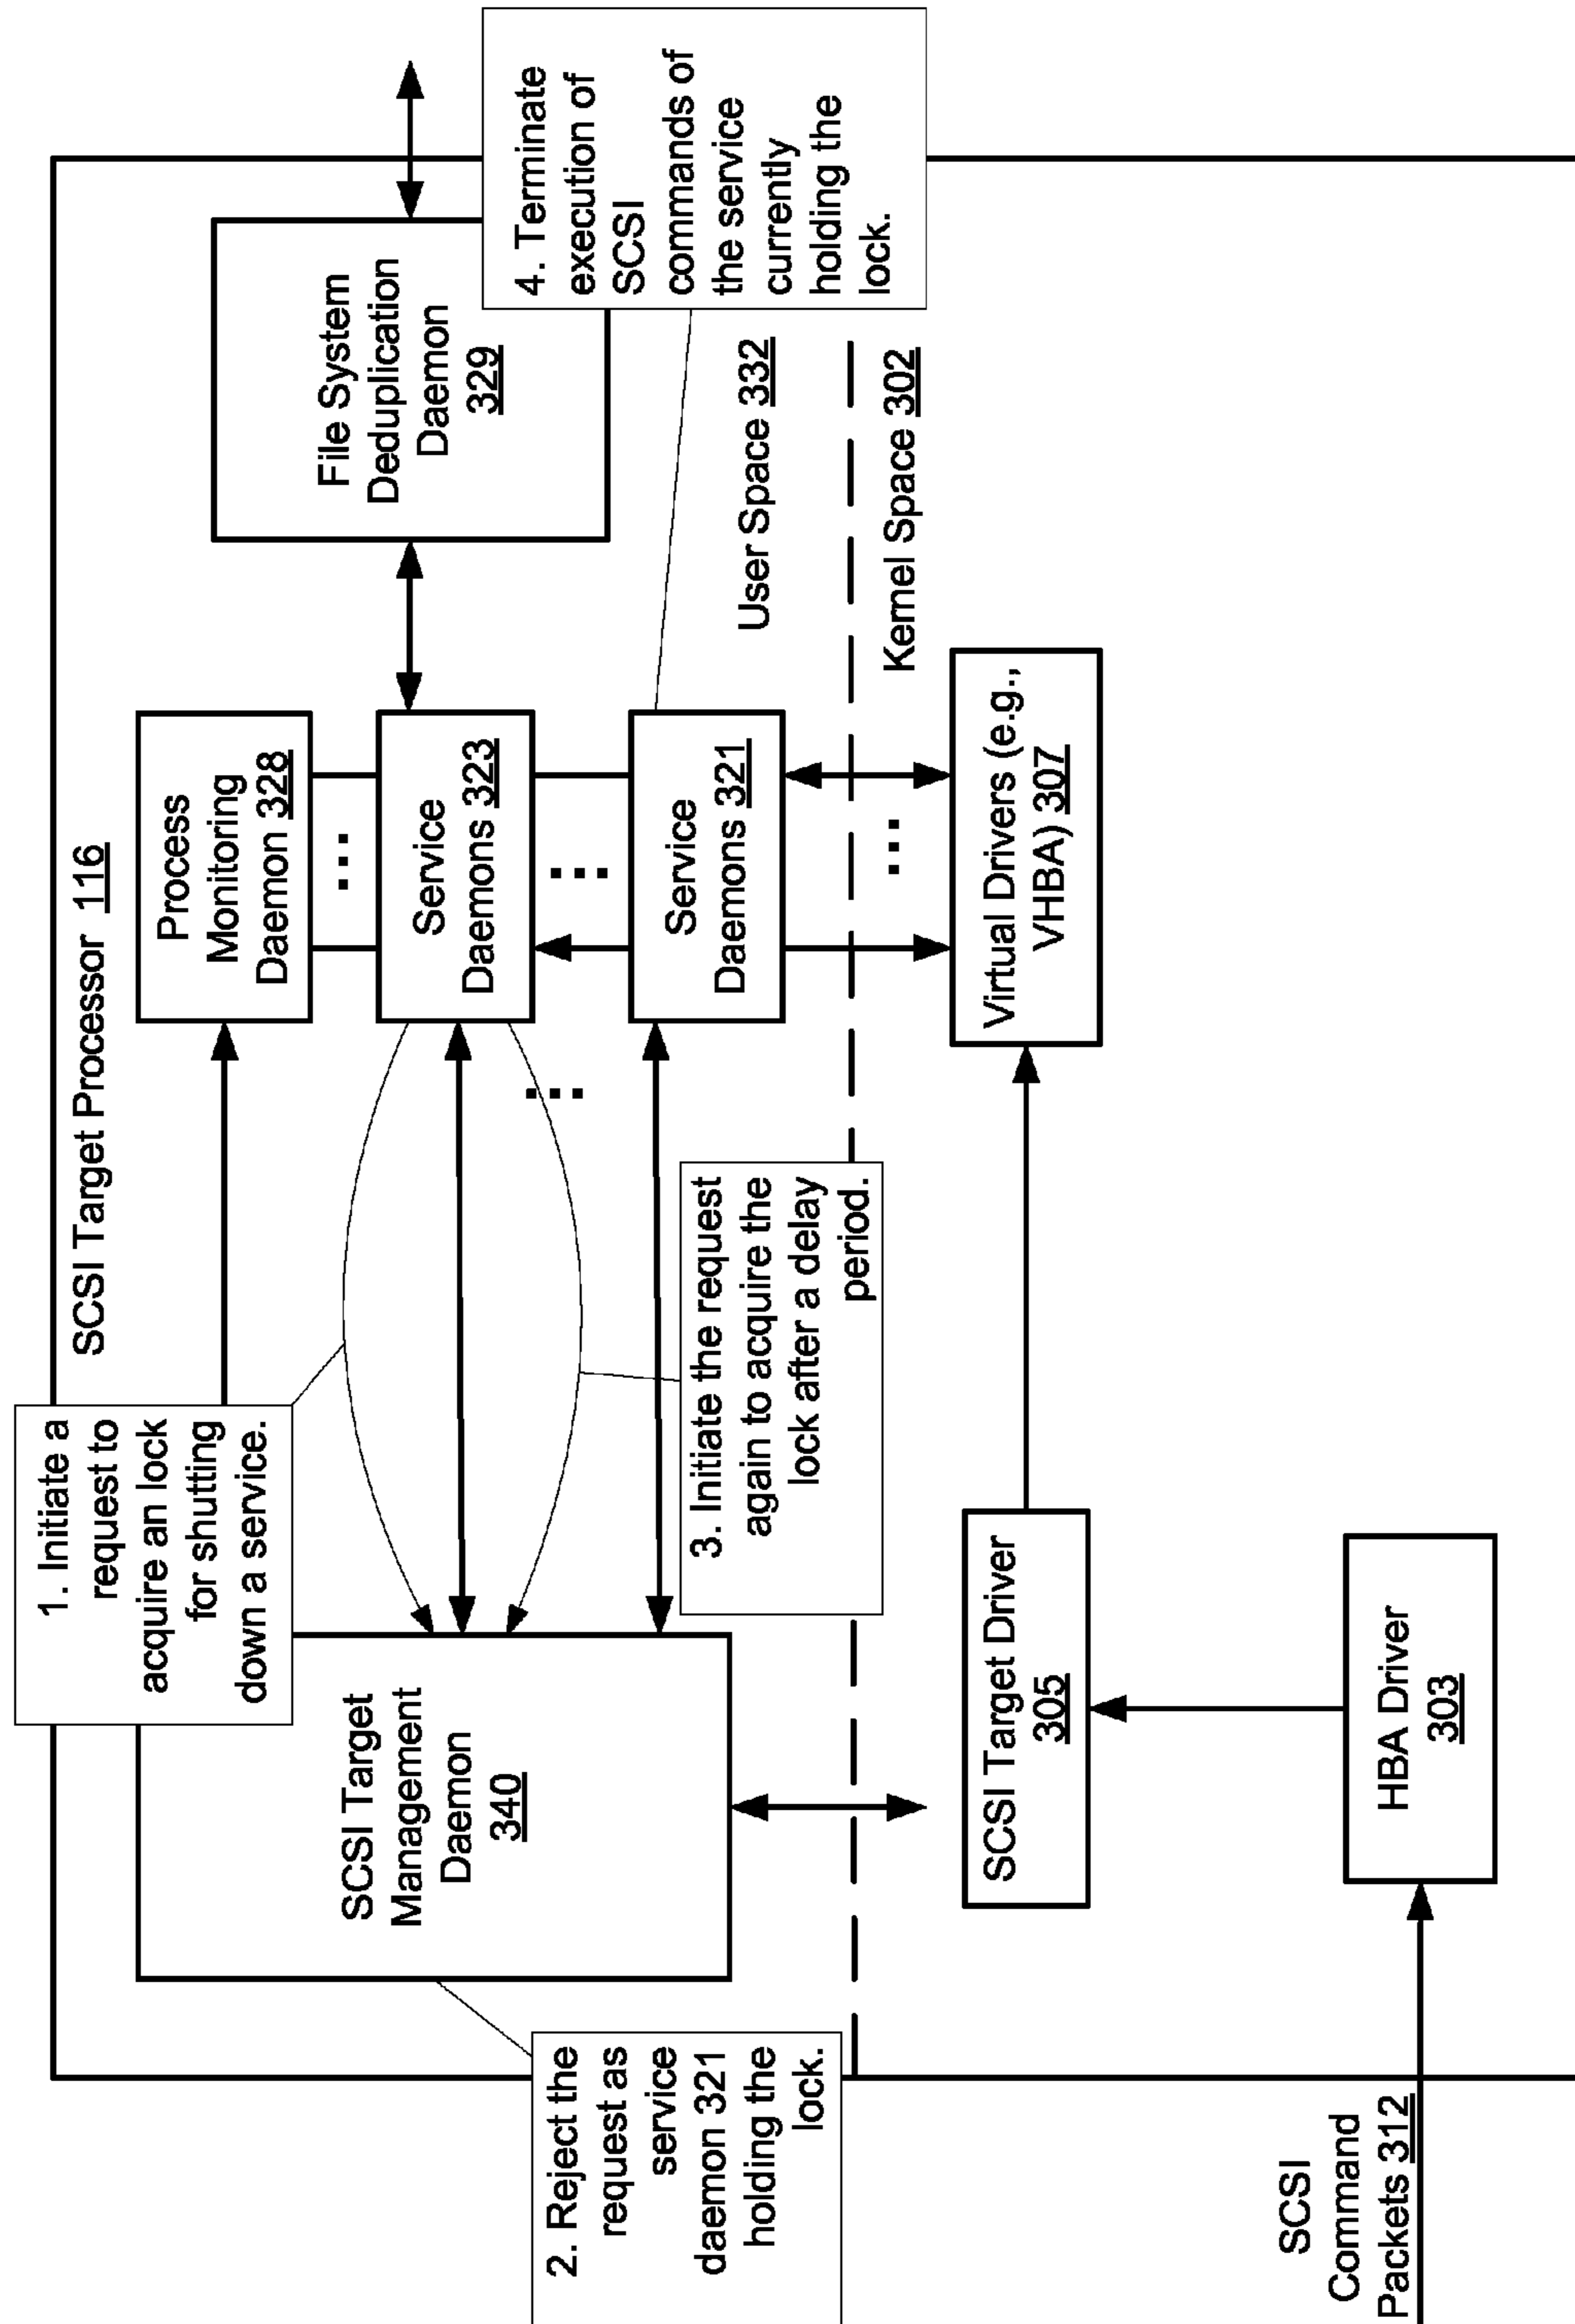 SCSI Target Processor 116
1. Initiate a
request to
acquire an lock
for shutting
down a service.
Process
Monitoring
Daemon 328
File System
Deduplication
Daemon
329
SCSI Target
Management
Daemon
340
Service
Daemons 323
4. Terminate
execution of
SCSI
commands of
the service
currently
holding the
lock.
2. Reject the
request as
service
daemon 321
holding the
lock.
3. Initiate the request
again to acquire the
lock after a delay
period.
Service
Daemons 321
User Space 332
Kernel Space 302
SCSI Target Driver
305
Virtual Drivers (e.g.,
VHBA) 307
SCSI
Command
Packets 312
HBA Driver
303